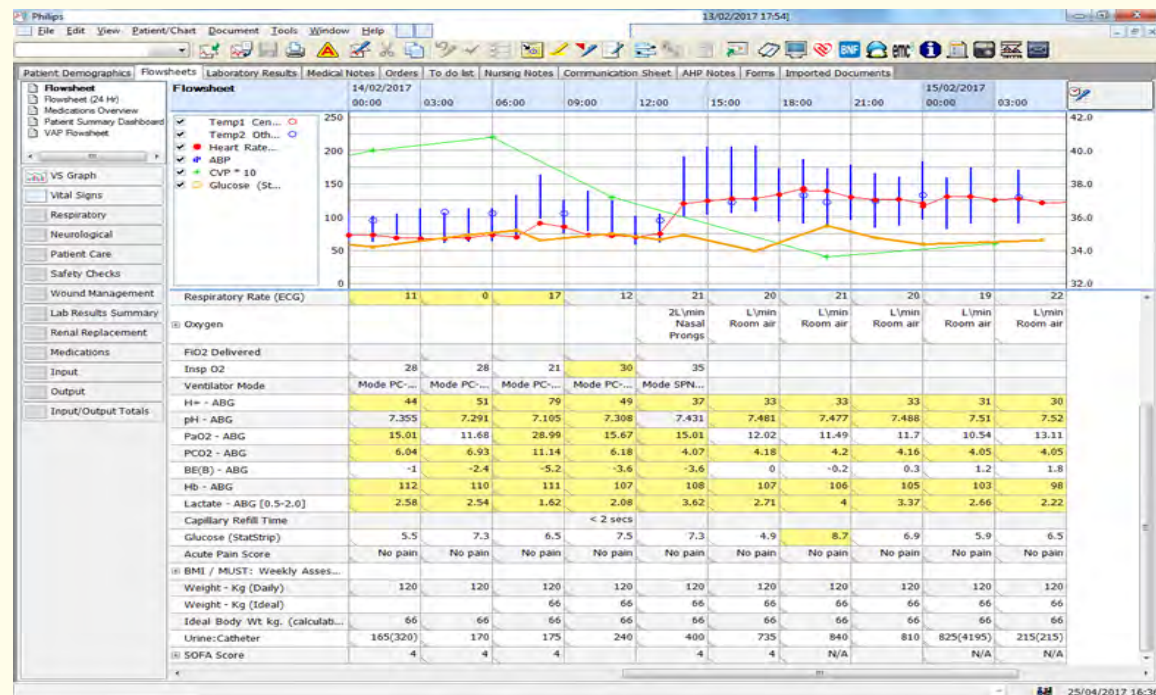 Philips 13/02/2017 17:54]
File Edit View Patient/Chart Document Tools Window Help
BNF emc
Patient Demographics Flowsheets Laboratory Results Medical Notes Orders To do list Nursing Notes Communication Sheet AHP Notes Forms Imported Documents
Flowsheet
Flowsheet (24 Hr)
Medications Overview
Patient Summary Dashboard
VAP Flowsheet
VS Graph
Vital Signs
Respiratory
Neurological
Patient Care
Safety Checks
Wound Management
Lab Results Summary
Renal Replacement
Medications
Input
Output
Input/Output Totals
Flowsheet 14/02/2017 15/02/2017
00:00 03:00 06:00 09:00 12:00 15:00 18:00 21:00 00:00 03:00
Temp1 Cen...
Temp2 Oth...
Heart Rate...
ABP
CVP * 10
Glucose (St...
250 42.0
200 40.0
150 38.0
100 36.0
50 34.0
0 32.0
Respiratory Rate (ECG) 11 0 17 12 21 20 21 20 19 22
Oxygen 2L\min Nasal Prongs L\min Room air L\min Room air L\min Room air L\min Room air L\min Room air
FiO2 Delivered
Insp O2 28 28 21 30 35
Ventilator Mode Mode PC-... Mode PC-... Mode PC-... Mode PC-... Mode SPN...
H+ - ABG 44 51 79 49 37 33 33 33 31 30
pH - ABG 7.355 7.291 7.105 7.308 7.431 7.481 7.477 7.488 7.51 7.52
PaO2 - ABG 15.01 11.68 28.99 15.67 15.01 12.02 11.49 11.7 10.54 13.11
PCO2 - ABG 6.04 6.93 11.14 6.18 4.07 4.18 4.2 4.16 4.05 4.05
BE(B) - ABG -1 -2.4 -5.2 -3.6 -3.6 0 -0.2 0.3 1.2 1.8
Hb - ABG 112 110 111 107 108 107 106 105 103 98
Lactate - ABG [0.5-2.0] 2.58 2.54 1.62 2.08 3.62 2.71 4 3.37 2.66 2.22
Capillary Refill Time < 2 secs
Glucose (StatStrip) 5.5 7.3 6.5 7.5 7.3 4.9 8.7 6.9 5.9 6.5
Acute Pain Score No pain No pain No pain No pain No pain No pain No pain No pain No pain No pain
BMI / MUST: Weekly Asses...
Weight - Kg (Daily) 120 120 120 120 120 120 120 120 120 120
Weight - Kg (Ideal) 66 66 66 66 66 66 66 66
Ideal Body Wt kg. (calculati... 66 66 66 66 66 66 66 66 66 66
Urine:Catheter 165(320) 170 175 240 400 735 840 810 825(4195) 215(215)
SOFA Score 4 4 4 4 4 N/A N/A N/A
25/04/2017 16:36